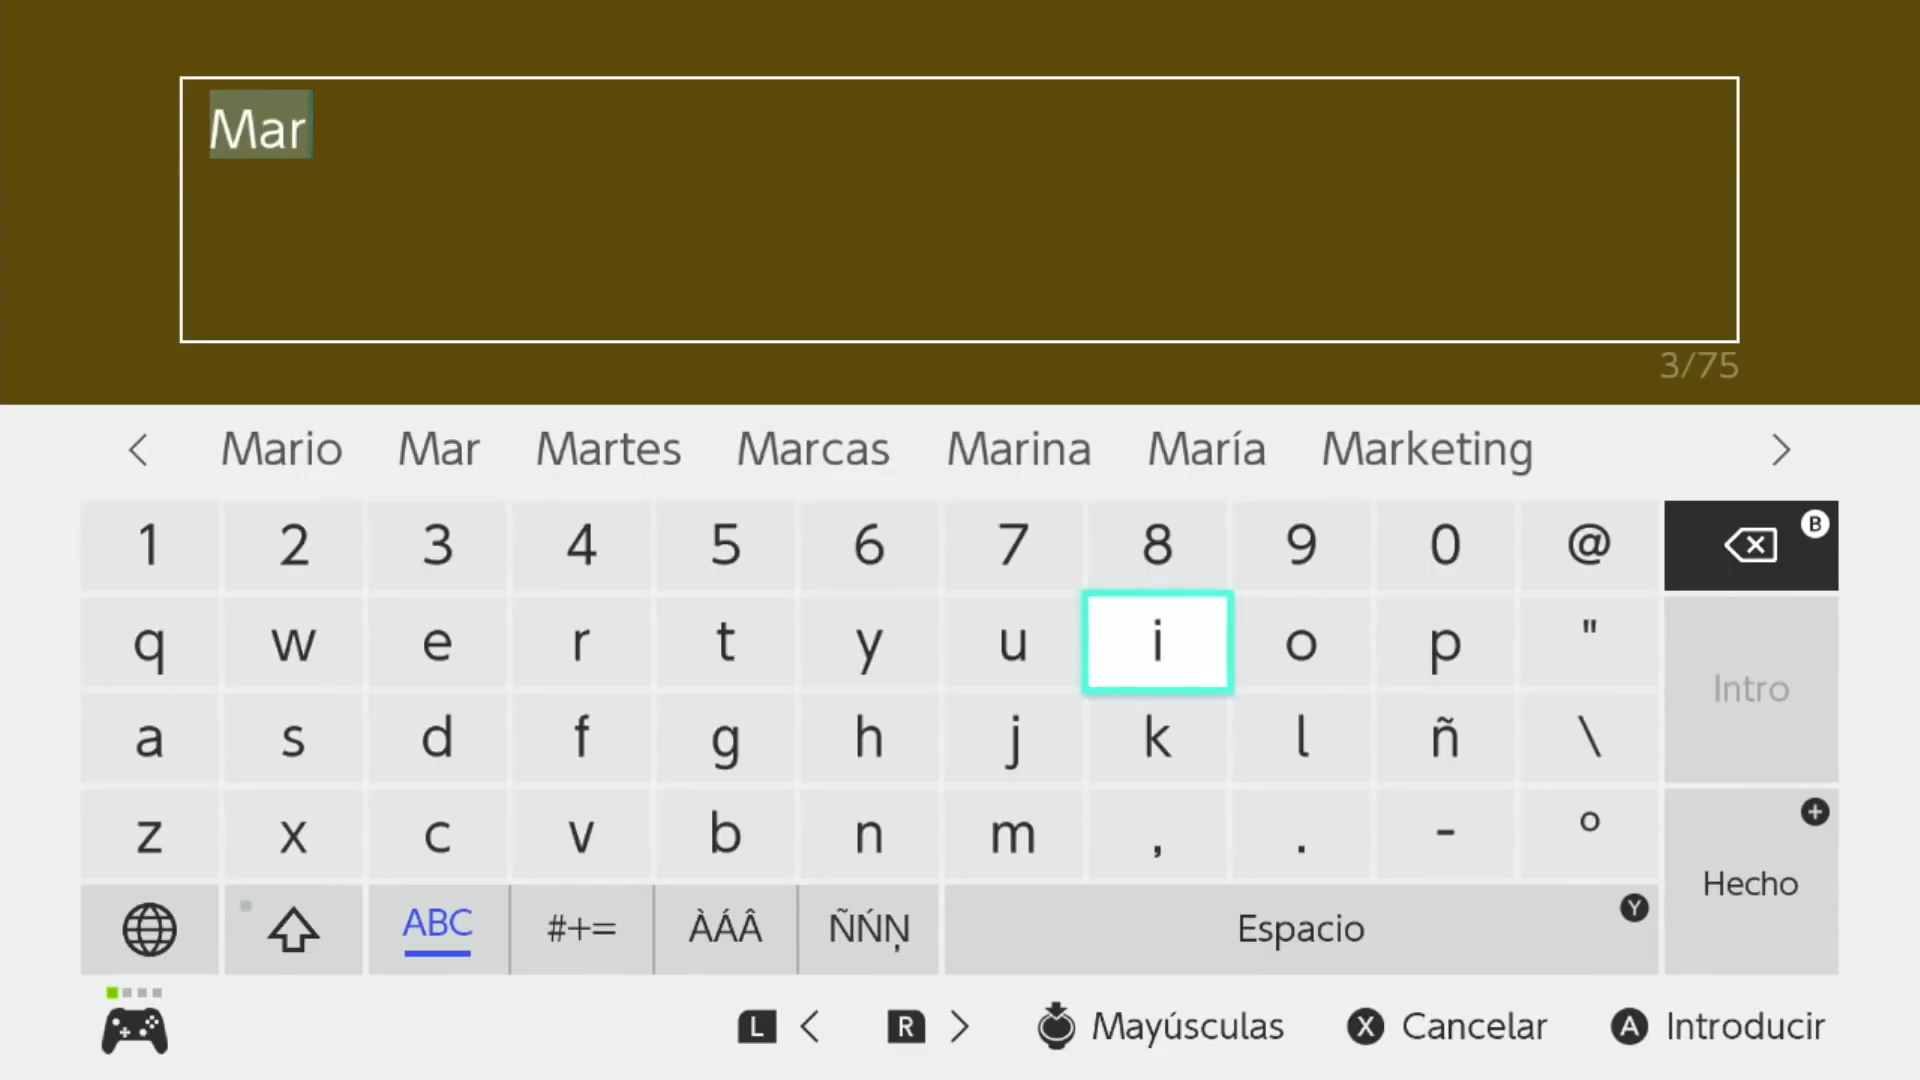 Mar
3/75
Mario Mar Martes Marcas Marina María Marketing
1 2 3 4 5 6 7 8 9 0 @ B
q w e r t y u i o p " Intro
a s d f g h j k l ñ \
z x c v b n m , . - º + Hecho
ABC #+= ÀÁÂ ÑŃŅ Espacio Y
L < R > Mayúsculas X Cancelar A Introducir